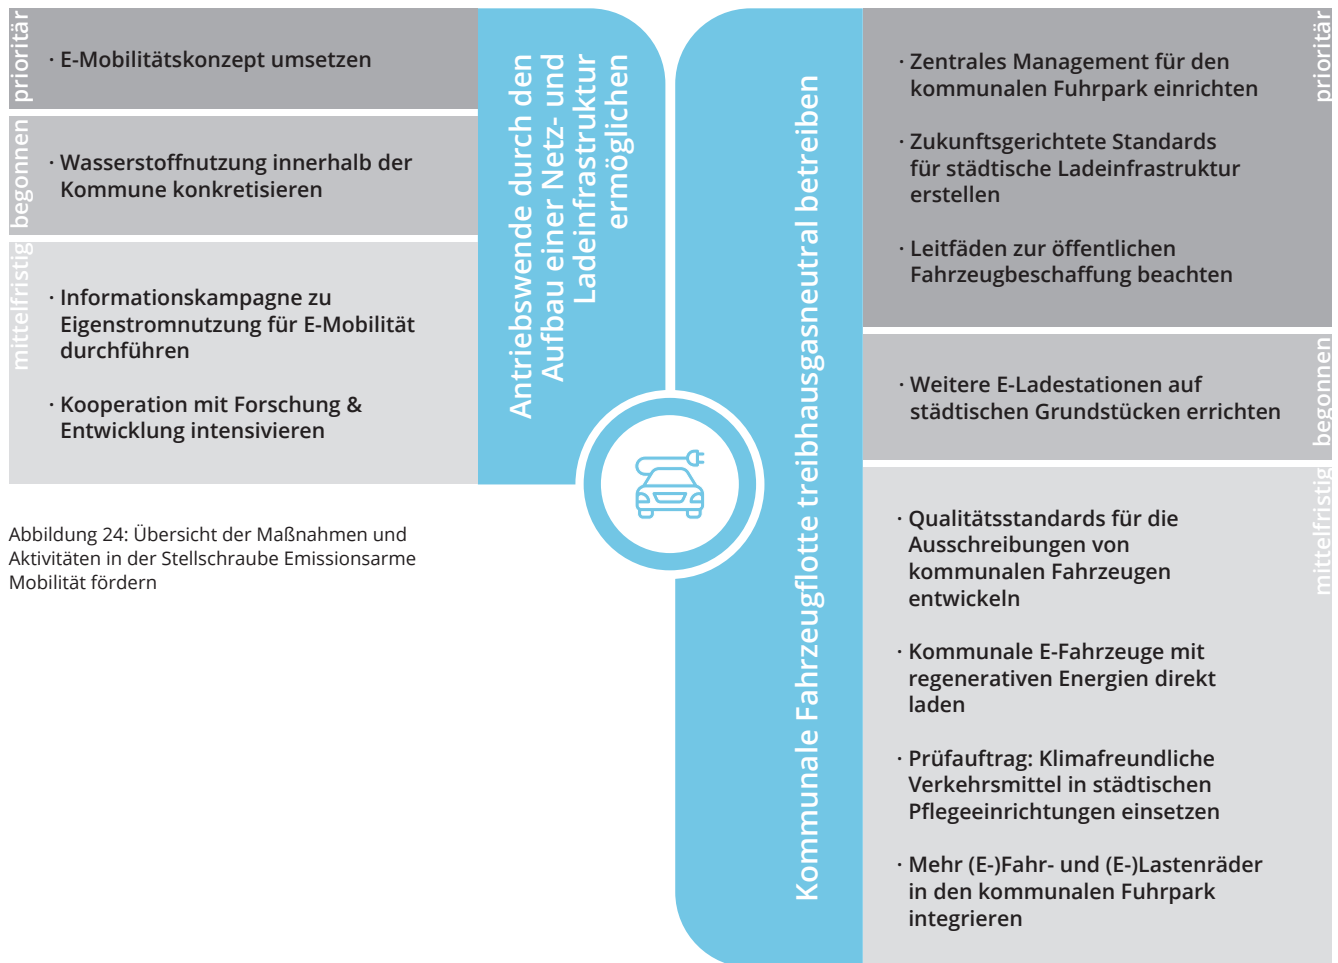 prioritär
· E-Mobilitätskonzept umsetzen
begonnen
· Wasserstoffnutzung innerhalb der
Kommune konkretisieren
mittelfristig
· Informationskampagne zu
Eigenstromnutzung für E-Mobilität
durchführen
· Kooperation mit Forschung &
Entwicklung intensivieren
Antriebswende durch den
Aufbau einer Netz- und
Ladeinfrastruktur
ermöglichen
Abbildung 24: Übersicht der Maßnahmen und
Aktivitäten in der Stellschraube Emissionsarme
Mobilität fördern
Kommunale Fahrzeugflotte treibhausgasneutral betreiben
prioritär
· Zentrales Management für den
kommunalen Fuhrpark einrichten
· Zukunftsgerichtete Standards
für städtische Ladeinfrastruktur
erstellen
· Leitfäden zur öffentlichen
Fahrzeugbeschaffung beachten
begonnen
· Weitere E-Ladestationen auf
städtischen Grundstücken errichten
mittelfristig
· Qualitätsstandards für die
Ausschreibungen von
kommunalen Fahrzeugen
entwickeln
· Kommunale E-Fahrzeuge mit
regenerativen Energien direkt
laden
· Prüfauftrag: Klimafreundliche
Verkehrsmittel in städtischen
Pflegeeinrichtungen einsetzen
· Mehr (E-)Fahr- und (E-)Lastenräder
in den kommunalen Fuhrpark
integrieren